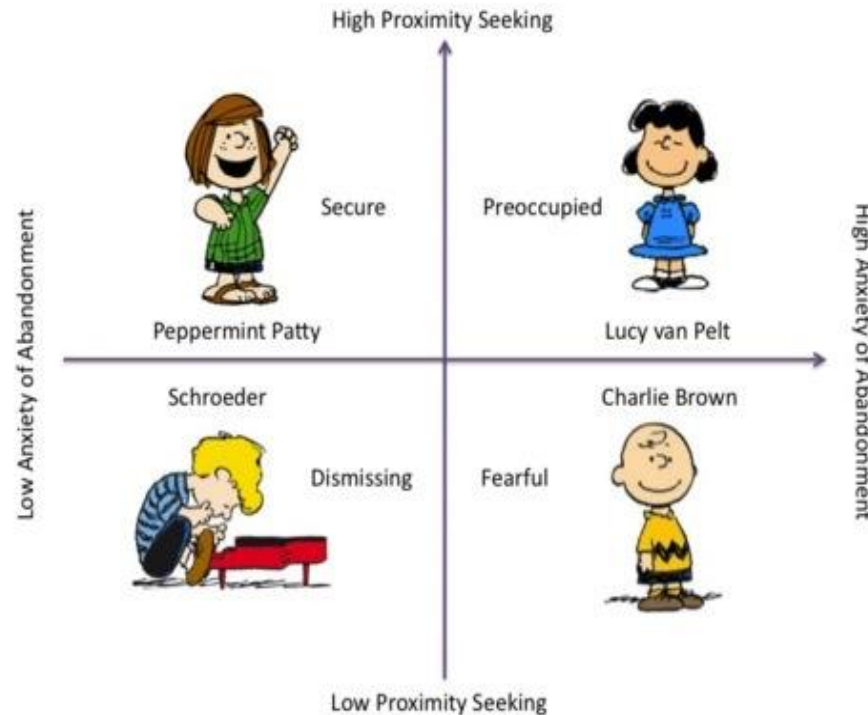 High Proximity Seeking
Secure
Preoccupied
Peppermint Patty
Lucy van Pelt
Low Anxiety of Abandonment
High Anxiety of Abandonment
Schroeder
Charlie Brown
Dismissing
Fearful
Low Proximity Seeking